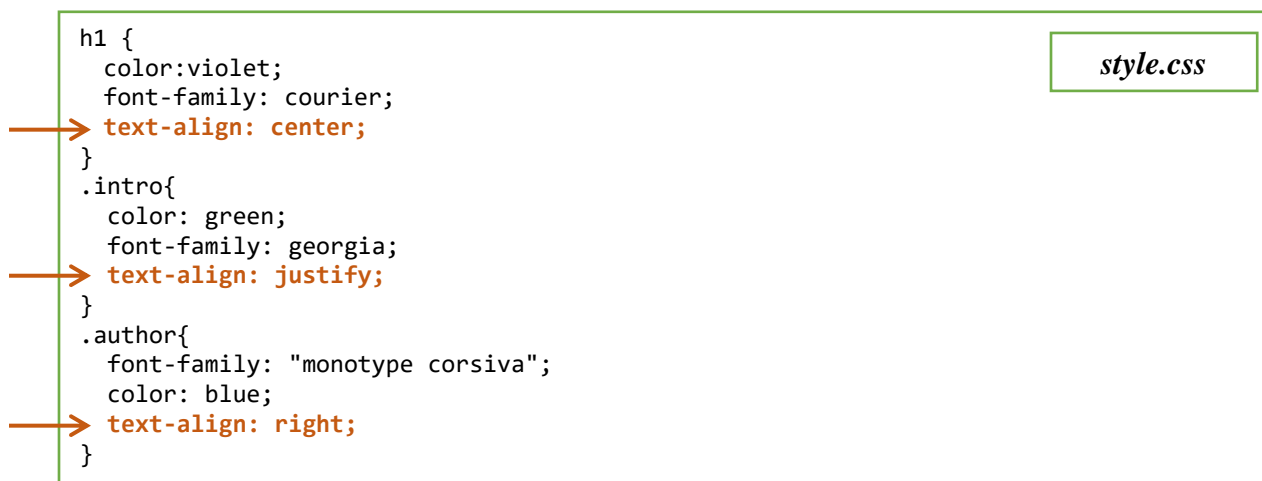 h1 {
color:violet;
style.css
font-family: courier;
text-align: center;
}
.intro{
color: green;
font-family: georgia;
text-align: justify;
}
.author{
font-family: "monotype corsiva";
color: blue;
text-align: right;
}